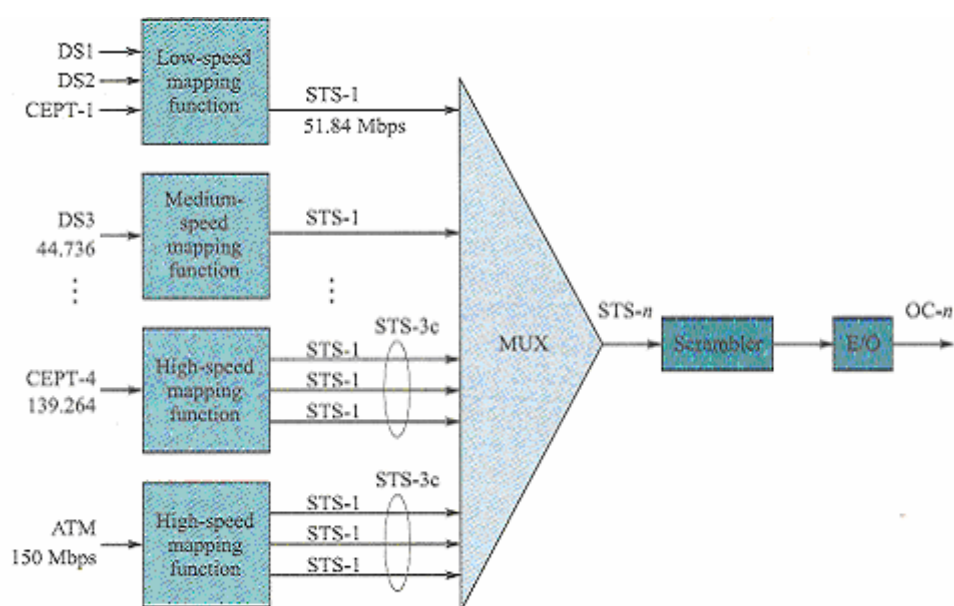 DS1
DS2
CEPT-1
Low-speed
mapping
function
STS-1
51.84 Mbps
DS3
44.736
Medium-
speed
mapping
function
STS-1
CEPT-4
139.264
High-speed
mapping
function
STS-3c
STS-1
STS-1
STS-1
ATM
150 Mbps
High-speed
mapping
function
STS-3c
STS-1
STS-1
STS-1
MUX
STS-n
Scrambler
E/O
OC-n